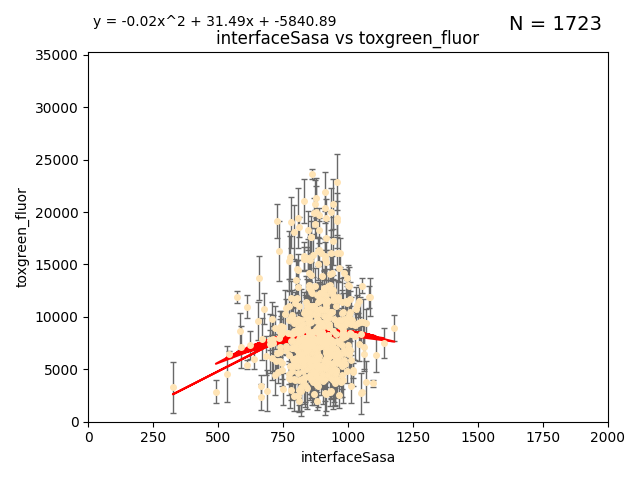 y = -0.02x^2 + 31.49x + -5840.89
N = 1723
interfaceSasa vs toxgreen_fluor
35000
30000
25000
20000
15000
10000
5000
0
toxgreen_fluor
0 250 500 750 1000 1250 1500 1750 2000
interfaceSasa